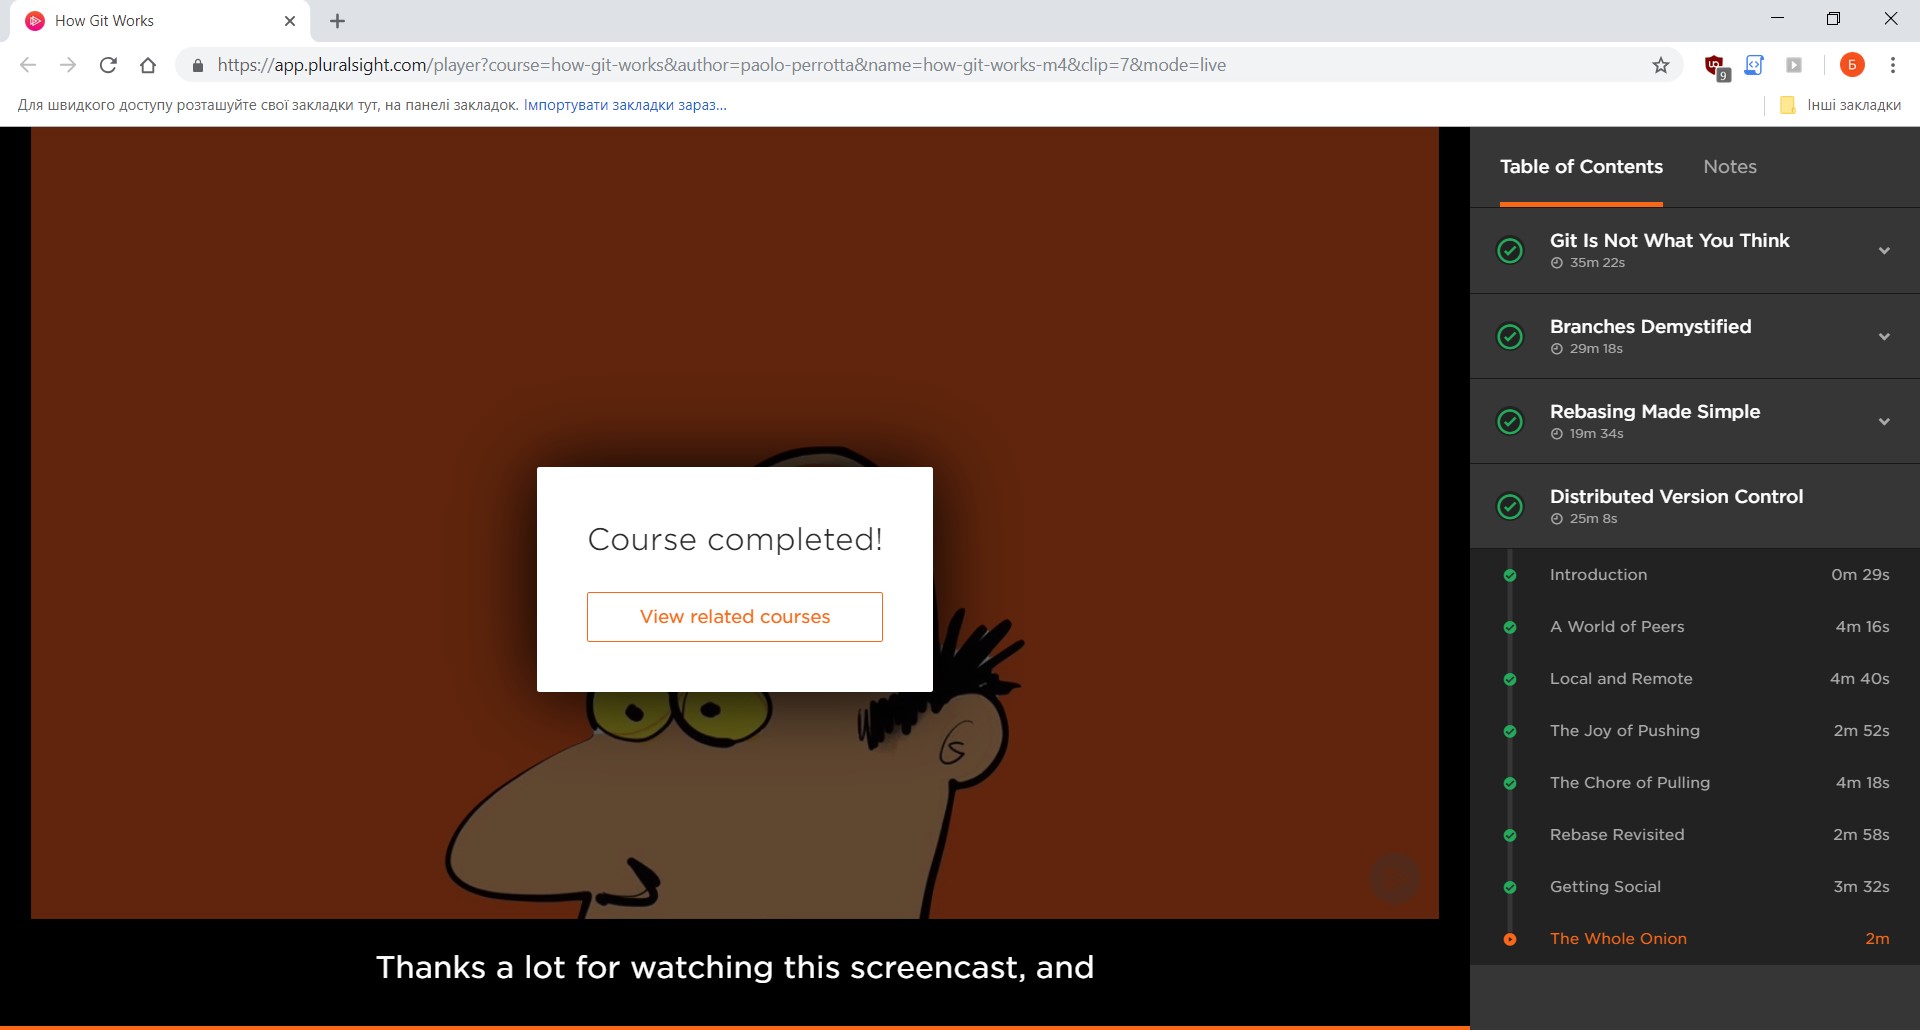 How Git Works
https://app.pluralsight.com/player?course=how-git-works&author=paolo-perrotta&name=how-git-works-m4&clip=7&mode=live
9
Б
Для швидкого доступу розташуйте свої закладки тут, на панелі закладок. Імпортувати закладки зараз...
Інші закладки
Course completed!
View related courses
Thanks a lot for watching this screencast, and
Table of Contents
Notes
Git Is Not What You Think
35m 22s
Branches Demystified
29m 18s
Rebasing Made Simple
19m 34s
Distributed Version Control
25m 8s
Introduction 0m 29s
A World of Peers 4m 16s
Local and Remote 4m 40s
The Joy of Pushing 2m 52s
The Chore of Pulling 4m 18s
Rebase Revisited 2m 58s
Getting Social 3m 32s
The Whole Onion 2m